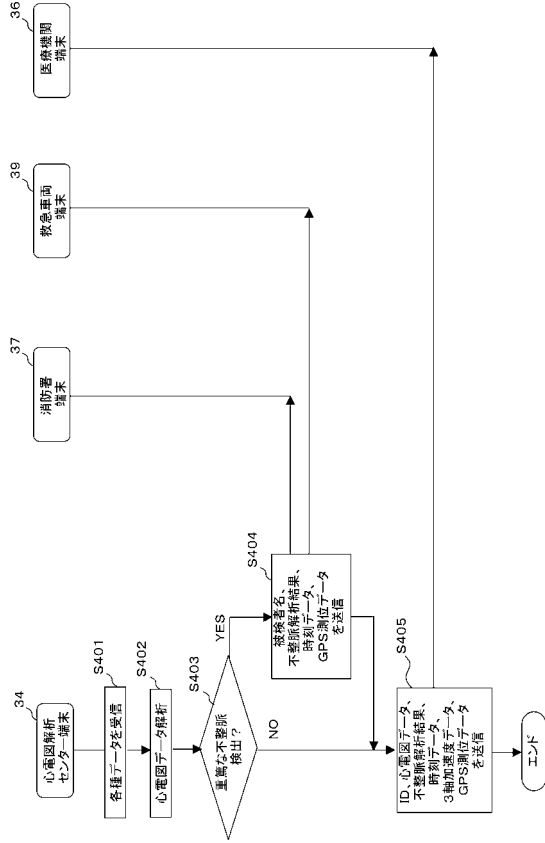 34
心電図解析
センター端末
37
消防署
端末
39
救急車両
端末
36
医療機関
端末
S401
各種データを受信
S402
心電図データ解析
S403
重篤な不整脈
検出？
YES
NO
S404
被検者名、
不整脈解析結果、
時刻データ、
GPS測位データ
を送信
S405
ID、心電図データ、
不整脈解析結果、
時刻データ、
3軸加速度データ、
GPS測位データ
を送信
エンド